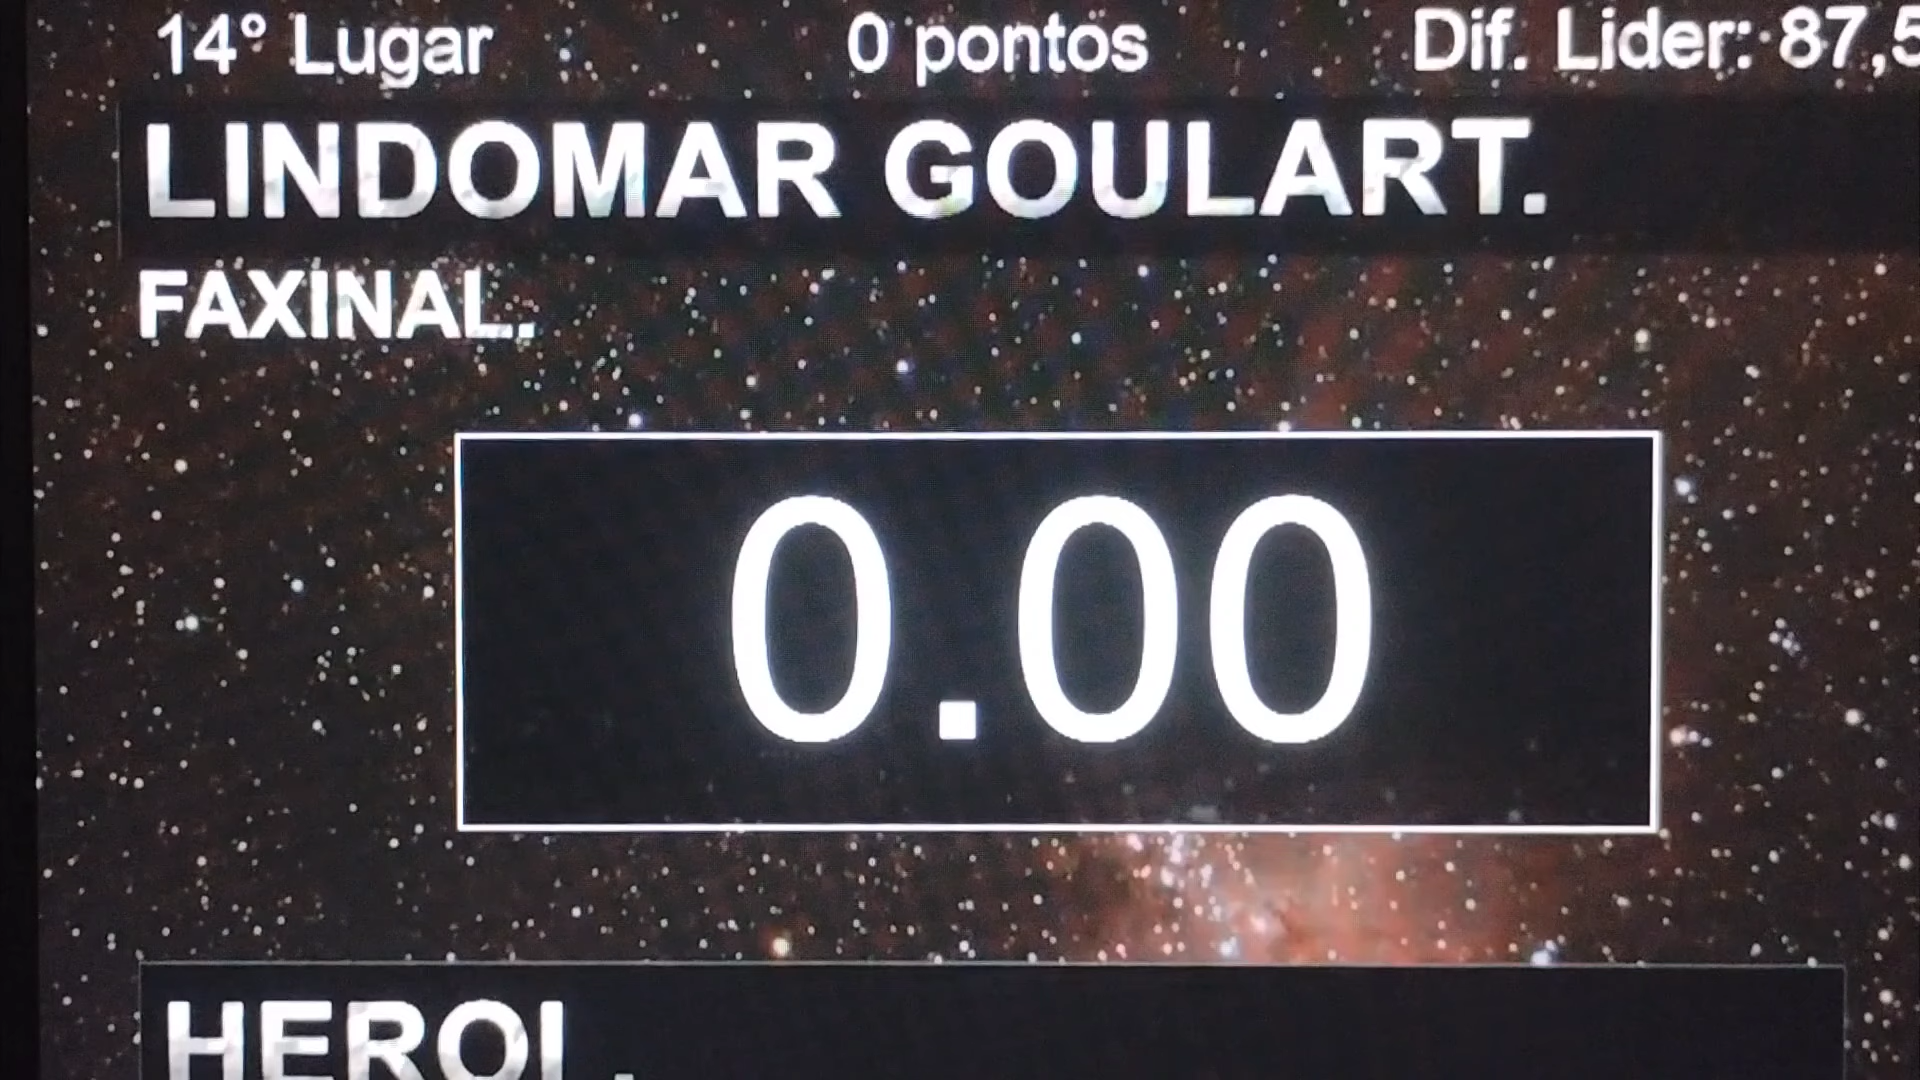 14° Lugar 0 pontos Dif. Lider: 87,5
LINDOMAR GOULART.
FAXINAL.
0.00
HEROI.